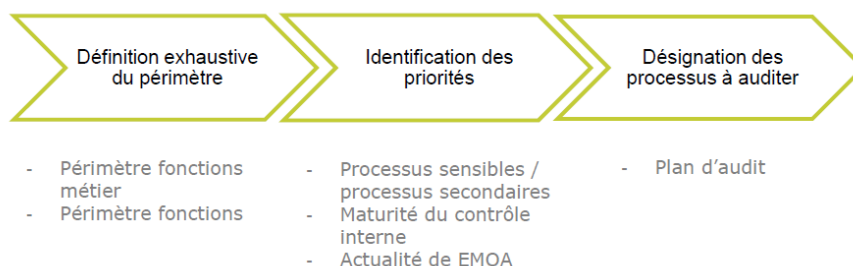 Définition exhaustive
du périmètre
Identification des
priorités
Désignation des
processus à auditer
- Périmètre fonctions
métier
- Périmètre fonctions
- Processus sensibles /
processus secondaires
- Maturité du contrôle
interne
- Actualité de EMOA
- Plan d'audit